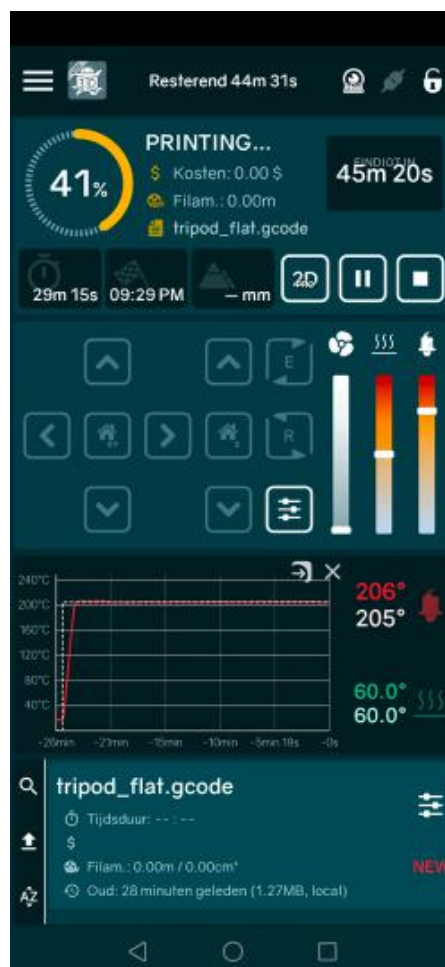 Resterend 44m 31s
41%
PRINTING...
$ Kosten: 0.00 $
Filam.: 0.00m
tripod_flat.gcode
EINDIGT IN
45m 20s
29m 15s
09:29 PM
– mm
2D
E
R
240°C
200°C
160°C
120°C
80°C
40°C
-26min -21min -15min -10min -5min 18s -0s
206°
205°
60.0°
60.0°
tripod_flat.gcode
Tijdsduur: -- : --
$
Filam.: 0.00m / 0.00cm³
NEW
Oud: 28 minuten geleden (1.27MB, local)
AZ